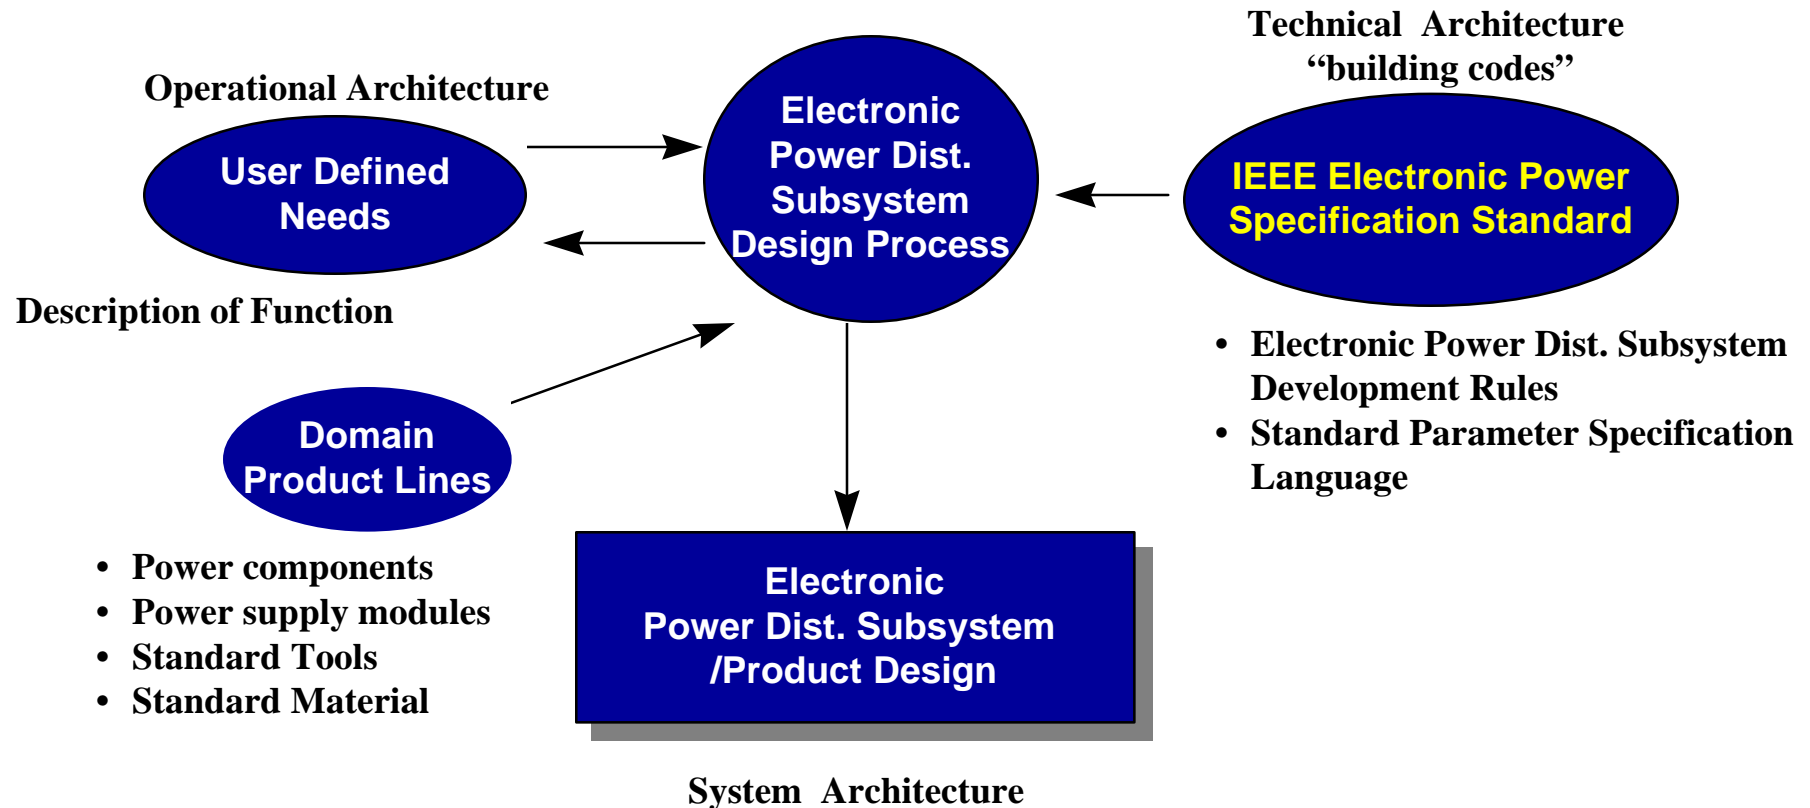 Technical Architecture
“building codes”
Operational Architecture
Electronic
Power Dist.
Subsystem
Design Process
User Defined
Needs
IEEE Electronic Power
Specification Standard
Description of Function
• Electronic Power Dist. Subsystem
Development Rules
• Standard Parameter Specification
Language
Domain
Product Lines
• Power components
• Power supply modules
• Standard Tools
• Standard Material
Electronic
Power Dist. Subsystem
/Product Design
System Architecture